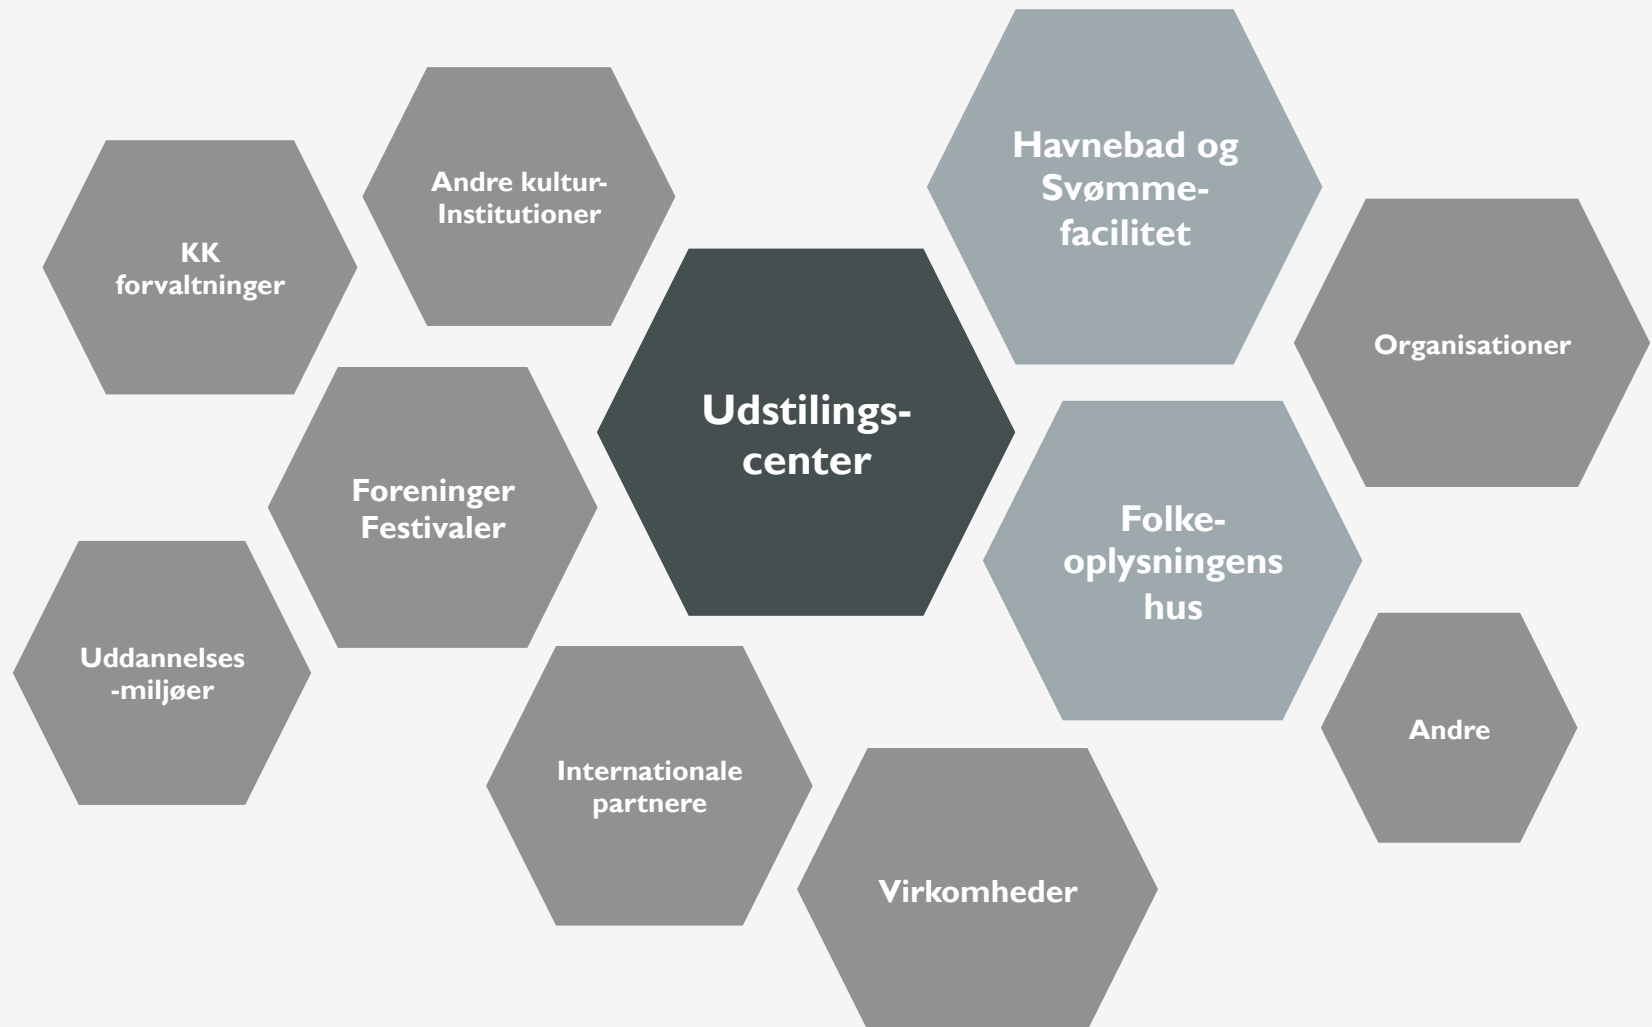 Havnebad og
Svømme-
facilitet
Andre kultur-
Institutioner
KK
forvaltninger
Organisationer
Udstilings-
center
Foreninger
Festivaler
Folke-
oplysningens
hus
Uddannelses
-miljøer
Andre
Internationale
partnere
Virkomheder